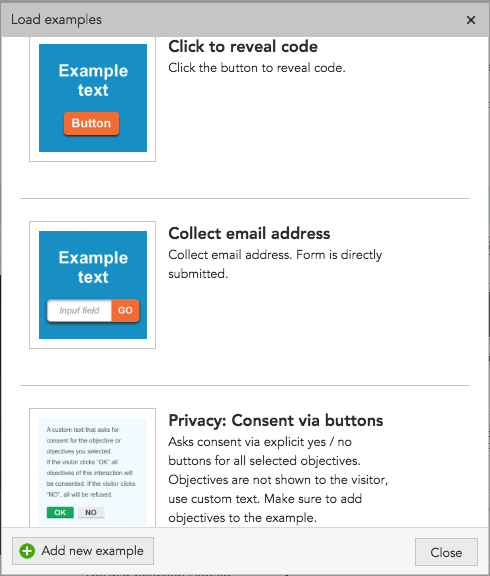 Load examples
×
Example
text
Button
Click to reveal code
Click the button to reveal code.
Example
text
Input field
GO
Collect email address
Collect email address. Form is directly
submitted.
A custom text that asks for
consent for the objective or
objectives you selected.
If the visitor clicks "OK" all
objectives of this interaction will
be consented. If the visitor clicks
"NO", all will be refused.
OK
NO
Privacy: Consent via buttons
Asks consent via explicit yes / no
buttons for all selected objectives.
Objectives are not shown to the visitor,
use custom text. Make sure to add
objectives to the example.
Add new example
Close